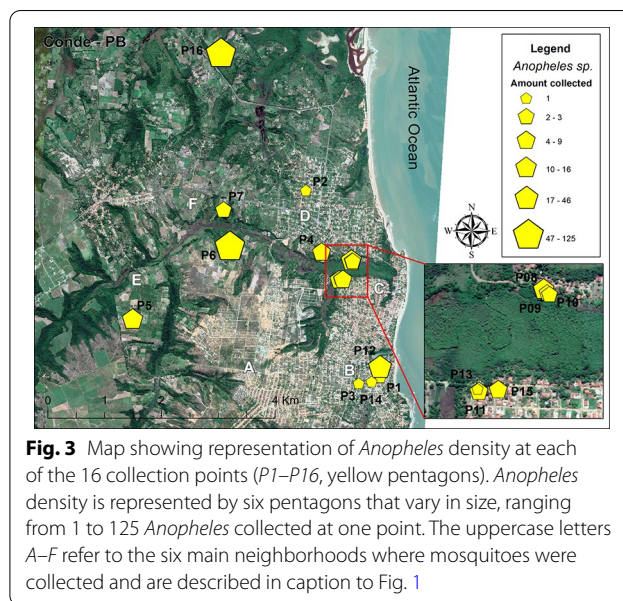 Conde - PB
P16
Atlantic Ocean
Legend
Anopheles sp.
Amount collected
1
2 - 3
4 - 9
10 - 16
17 - 46
47 - 125
N
W E
S
P2
F P7
D
P4
P6
C
E
P5
A
P12
B
P3 P14 P1
0 1 2 4 Km
P08
P09 P10
P13
P11 P15
Fig. 3 Map showing representation of Anopheles density at each
of the 16 collection points (P1–P16, yellow pentagons). Anopheles
density is represented by six pentagons that vary in size, ranging
from 1 to 125 Anopheles collected at one point. The uppercase letters
A–F refer to the six main neighborhoods where mosquitoes were
collected and are described in caption to Fig. 1